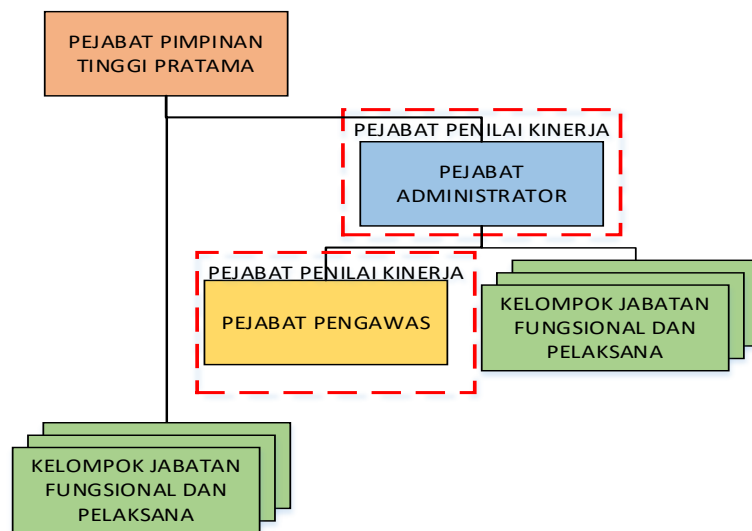 PEJABAT PIMPINAN
TINGGI PRATAMA
PEJABAT PENILAI KINERJA
PEJABAT
ADMINISTRATOR
PEJABAT PENILAI KINERJA
PEJABAT PENGAWAS
KELOMPOK JABATAN
FUNGSIONAL DAN
PELAKSANA
KELOMPOK JABATAN
FUNGSIONAL DAN
PELAKSANA